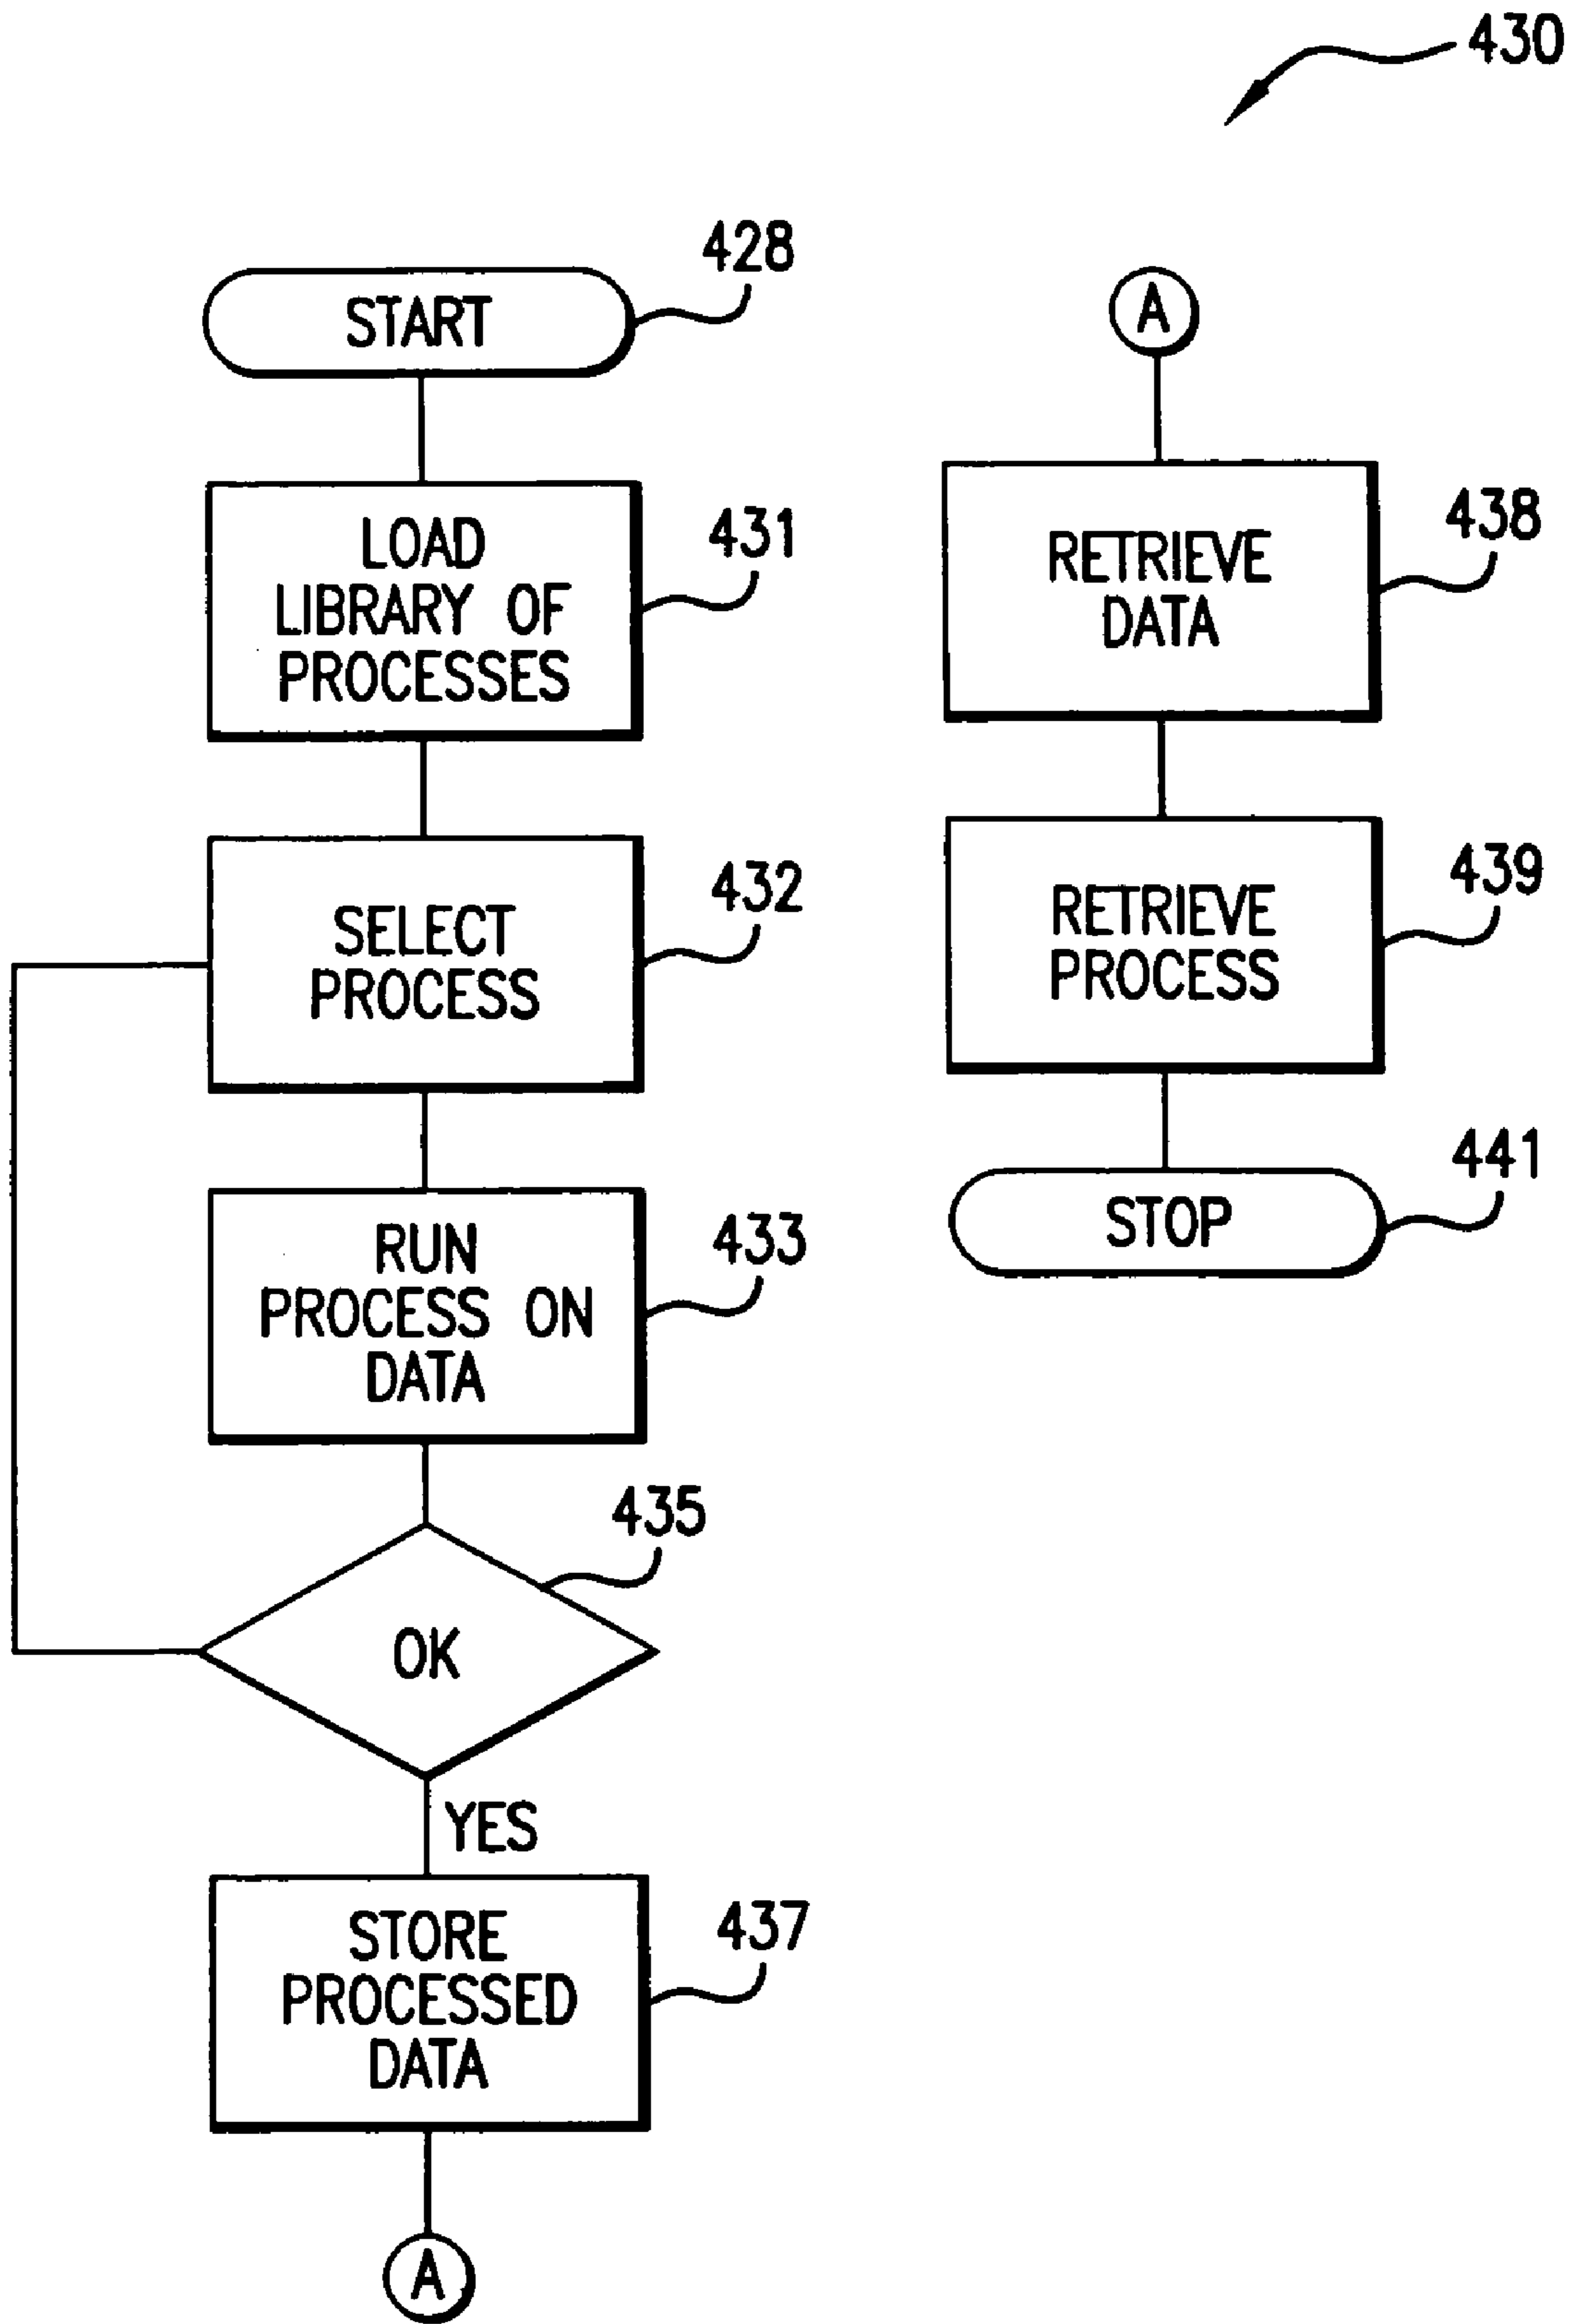 430
428
START
431
LOAD
LIBRARY OF
PROCESSES
432
SELECT
PROCESS
433
RUN
PROCESS ON
DATA
435
OK
YES
437
STORE
PROCESSED
DATA
A
A
438
RETRIEVE
DATA
439
RETRIEVE
PROCESS
441
STOP